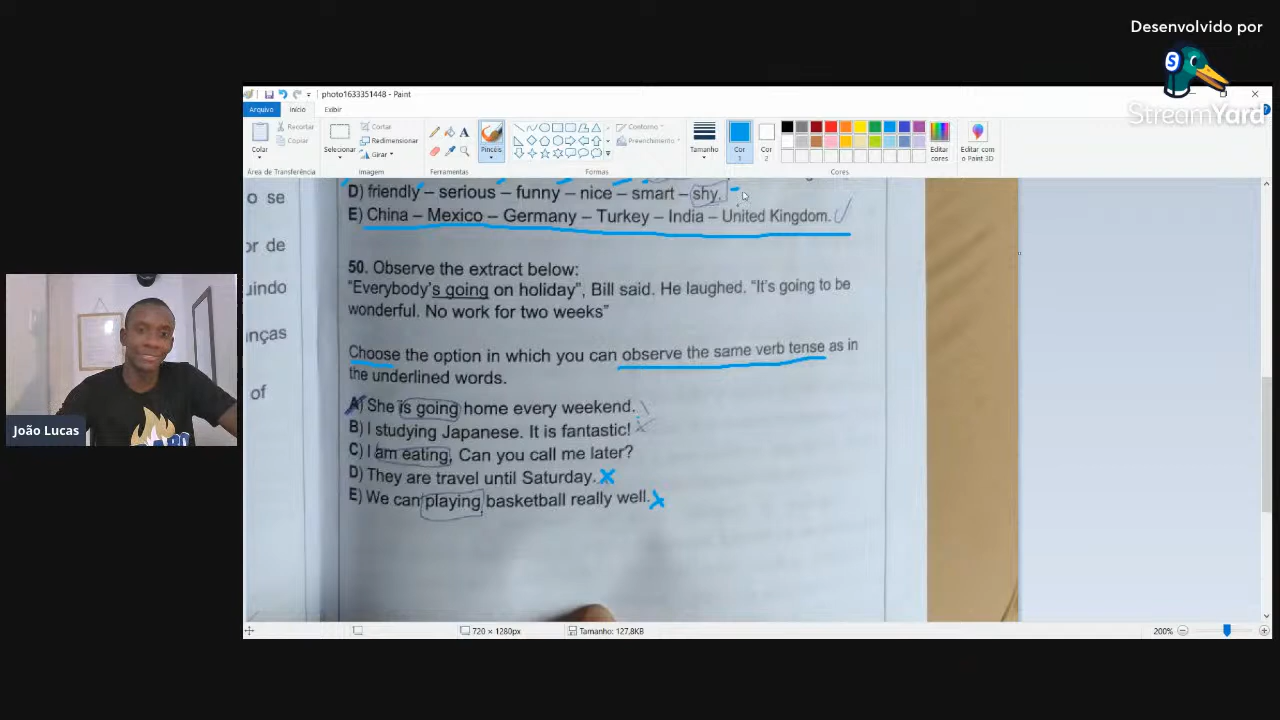 Desenvolvido por
S
StreamYard
photo1633351448 - Paint
Arquivo
Início
Exibir
Colar
Recortar
Copiar
Área de Transferência
Selecionar
Cortar
Redimensionar
Girar
Imagem
Ferramentas
Pincéis
Formas
Contorno
Preenchimento
Tamanho
Cor 1
Cor 2
Editar cores
Editar com o Paint 3D
Cores
o se
or de
uindo
nças
of
D) friendly – serious – funny – nice – smart – shy.
E) China – Mexico – Germany – Turkey – India – United Kingdom.
50. Observe the extract below:
"Everybody's going on holiday", Bill said. He laughed. "It's going to be
wonderful. No work for two weeks"
Choose the option in which you can observe the same verb tense as in
the underlined words.
A) She is going home every weekend.
B) I studying Japanese. It is fantastic!
C) I am eating, Can you call me later?
D) They are travel until Saturday.
E) We can playing basketball really well.
João Lucas
720 × 1280px
Tamanho: 127,8KB
200%